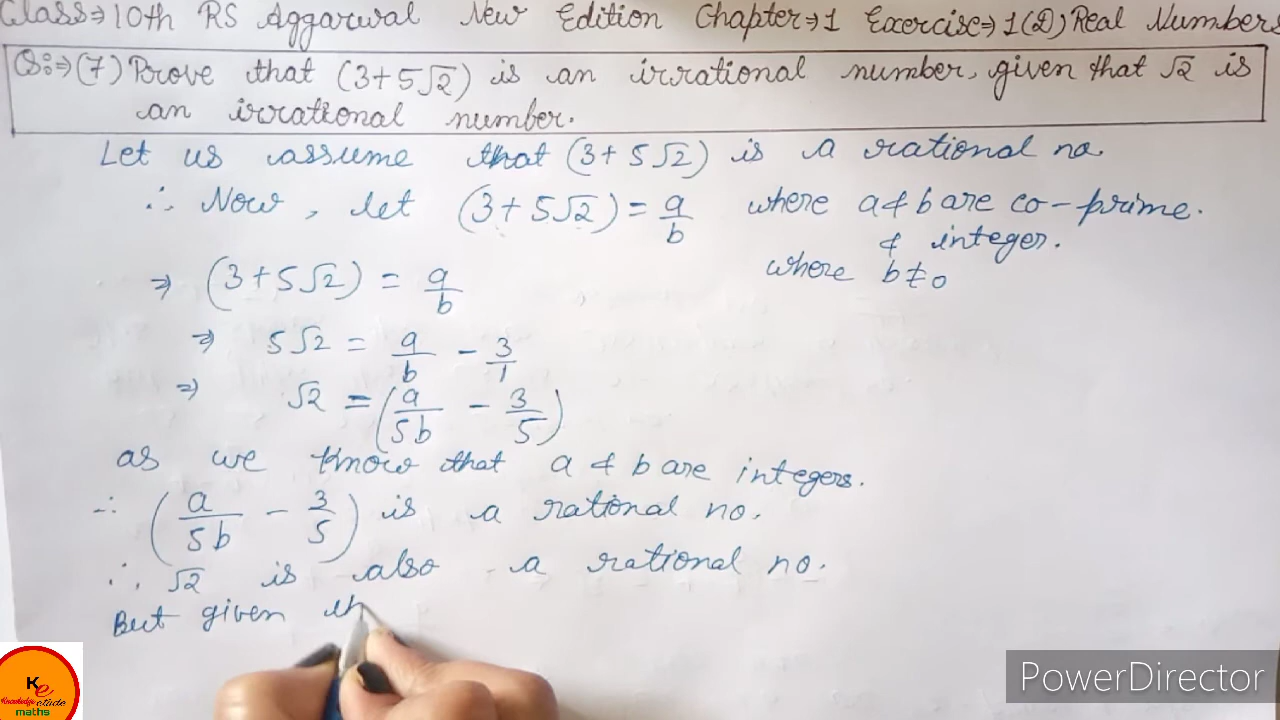 Class⇒10th RS Aggarwal New Edition Chapter⇒1 Exercise⇒1(D) Real Numbers
Q:⇒(7) Prove that (3+5√2) is an irrational number, given that √2 is
an irrational number.
Let us assume that (3+5√2) is a rational no.
∴ Now, let (3+5√2) = a/b where a & b are co-prime.
& integer.
where b≠0
⇒ (3+5√2) = a/b
⇒ 5√2 = a/b - 3/1
⇒ √2 = (a/5b - 3/5)
as we know that a & b are integers.
∴ (a/5b - 3/5) is a rational no.
∴ √2 is also a rational no.
But given th
Ke
Knowledge etude
maths
PowerDirector